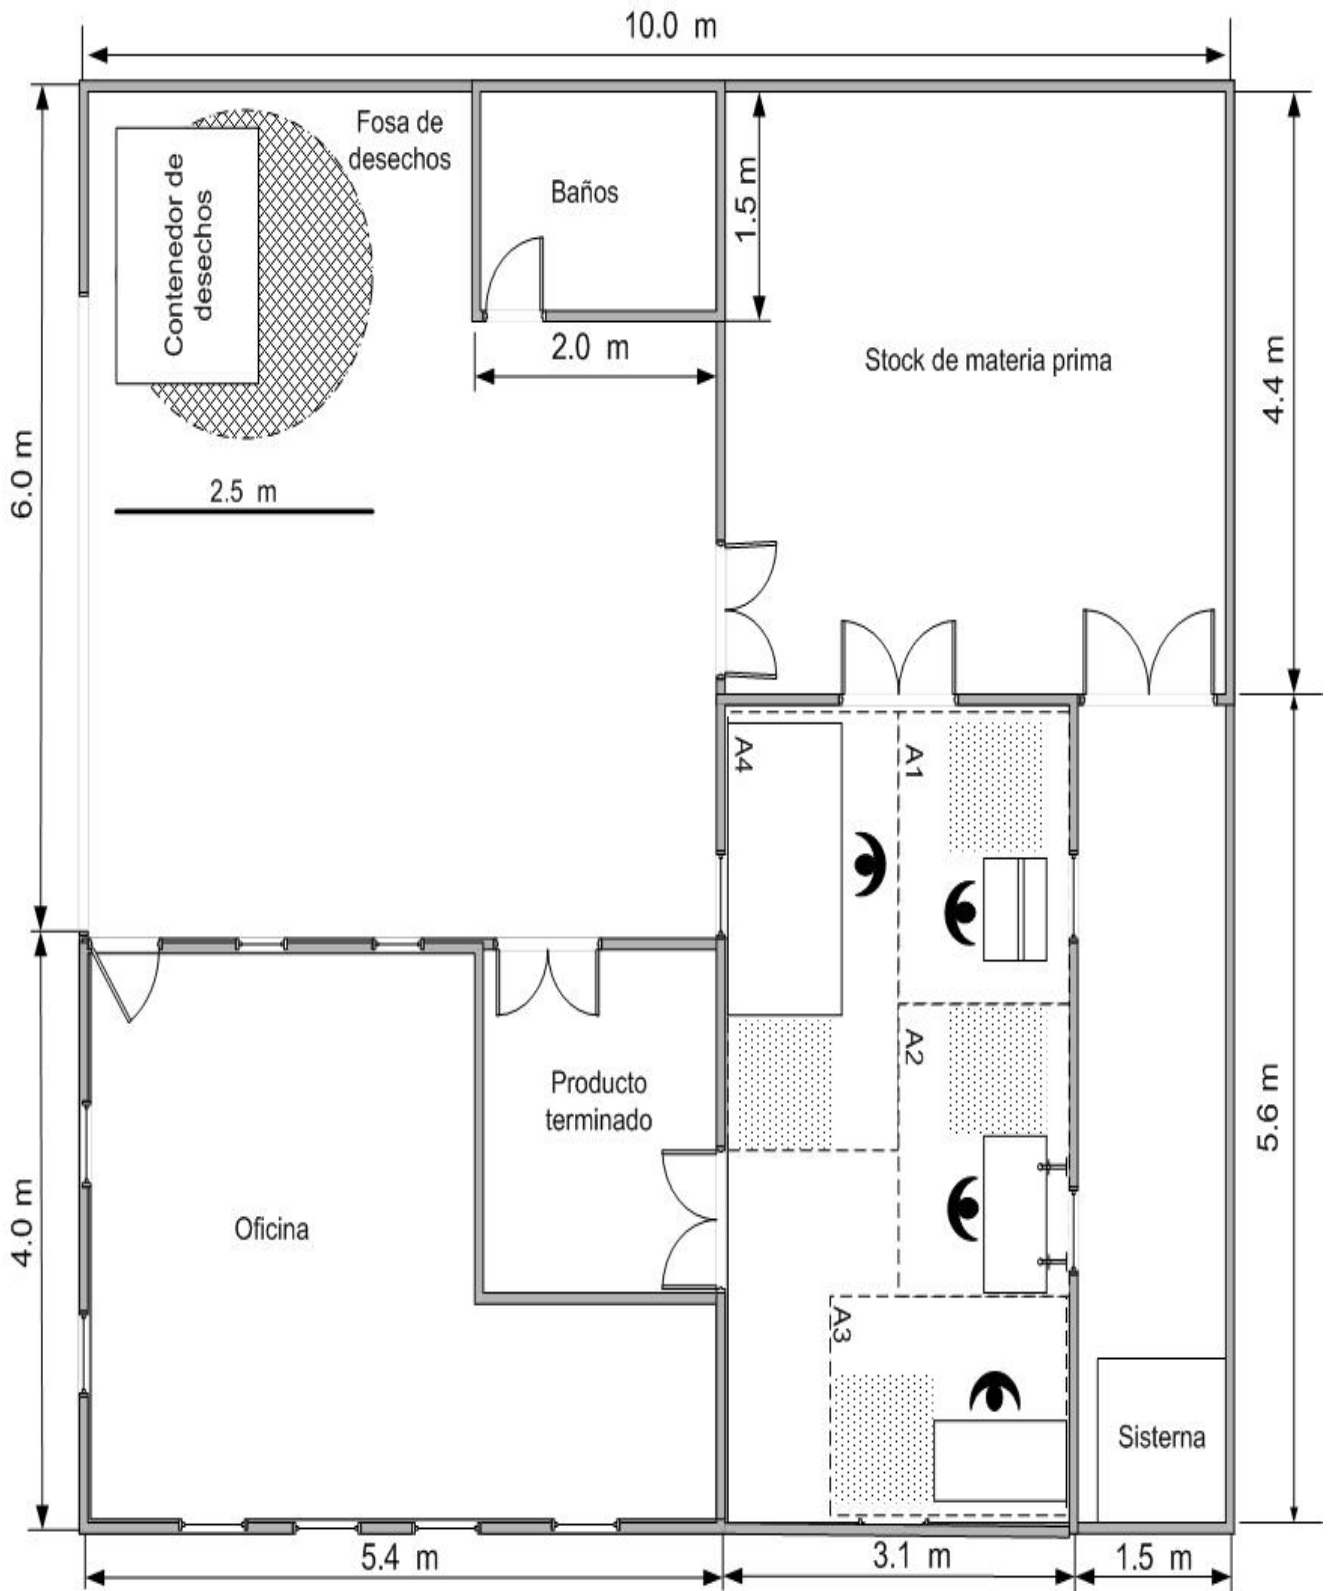 10.0 m
Fosa de
desechos
Contenedor de
desechos
Baños
1.5 m
2.0 m
Stock de materia prima
4.4 m
6.0 m
2.5 m
A4
A1
A2
Producto
terminado
5.6 m
4.0 m
Oficina
A3
Sisterna
5.4 m
3.1 m
1.5 m